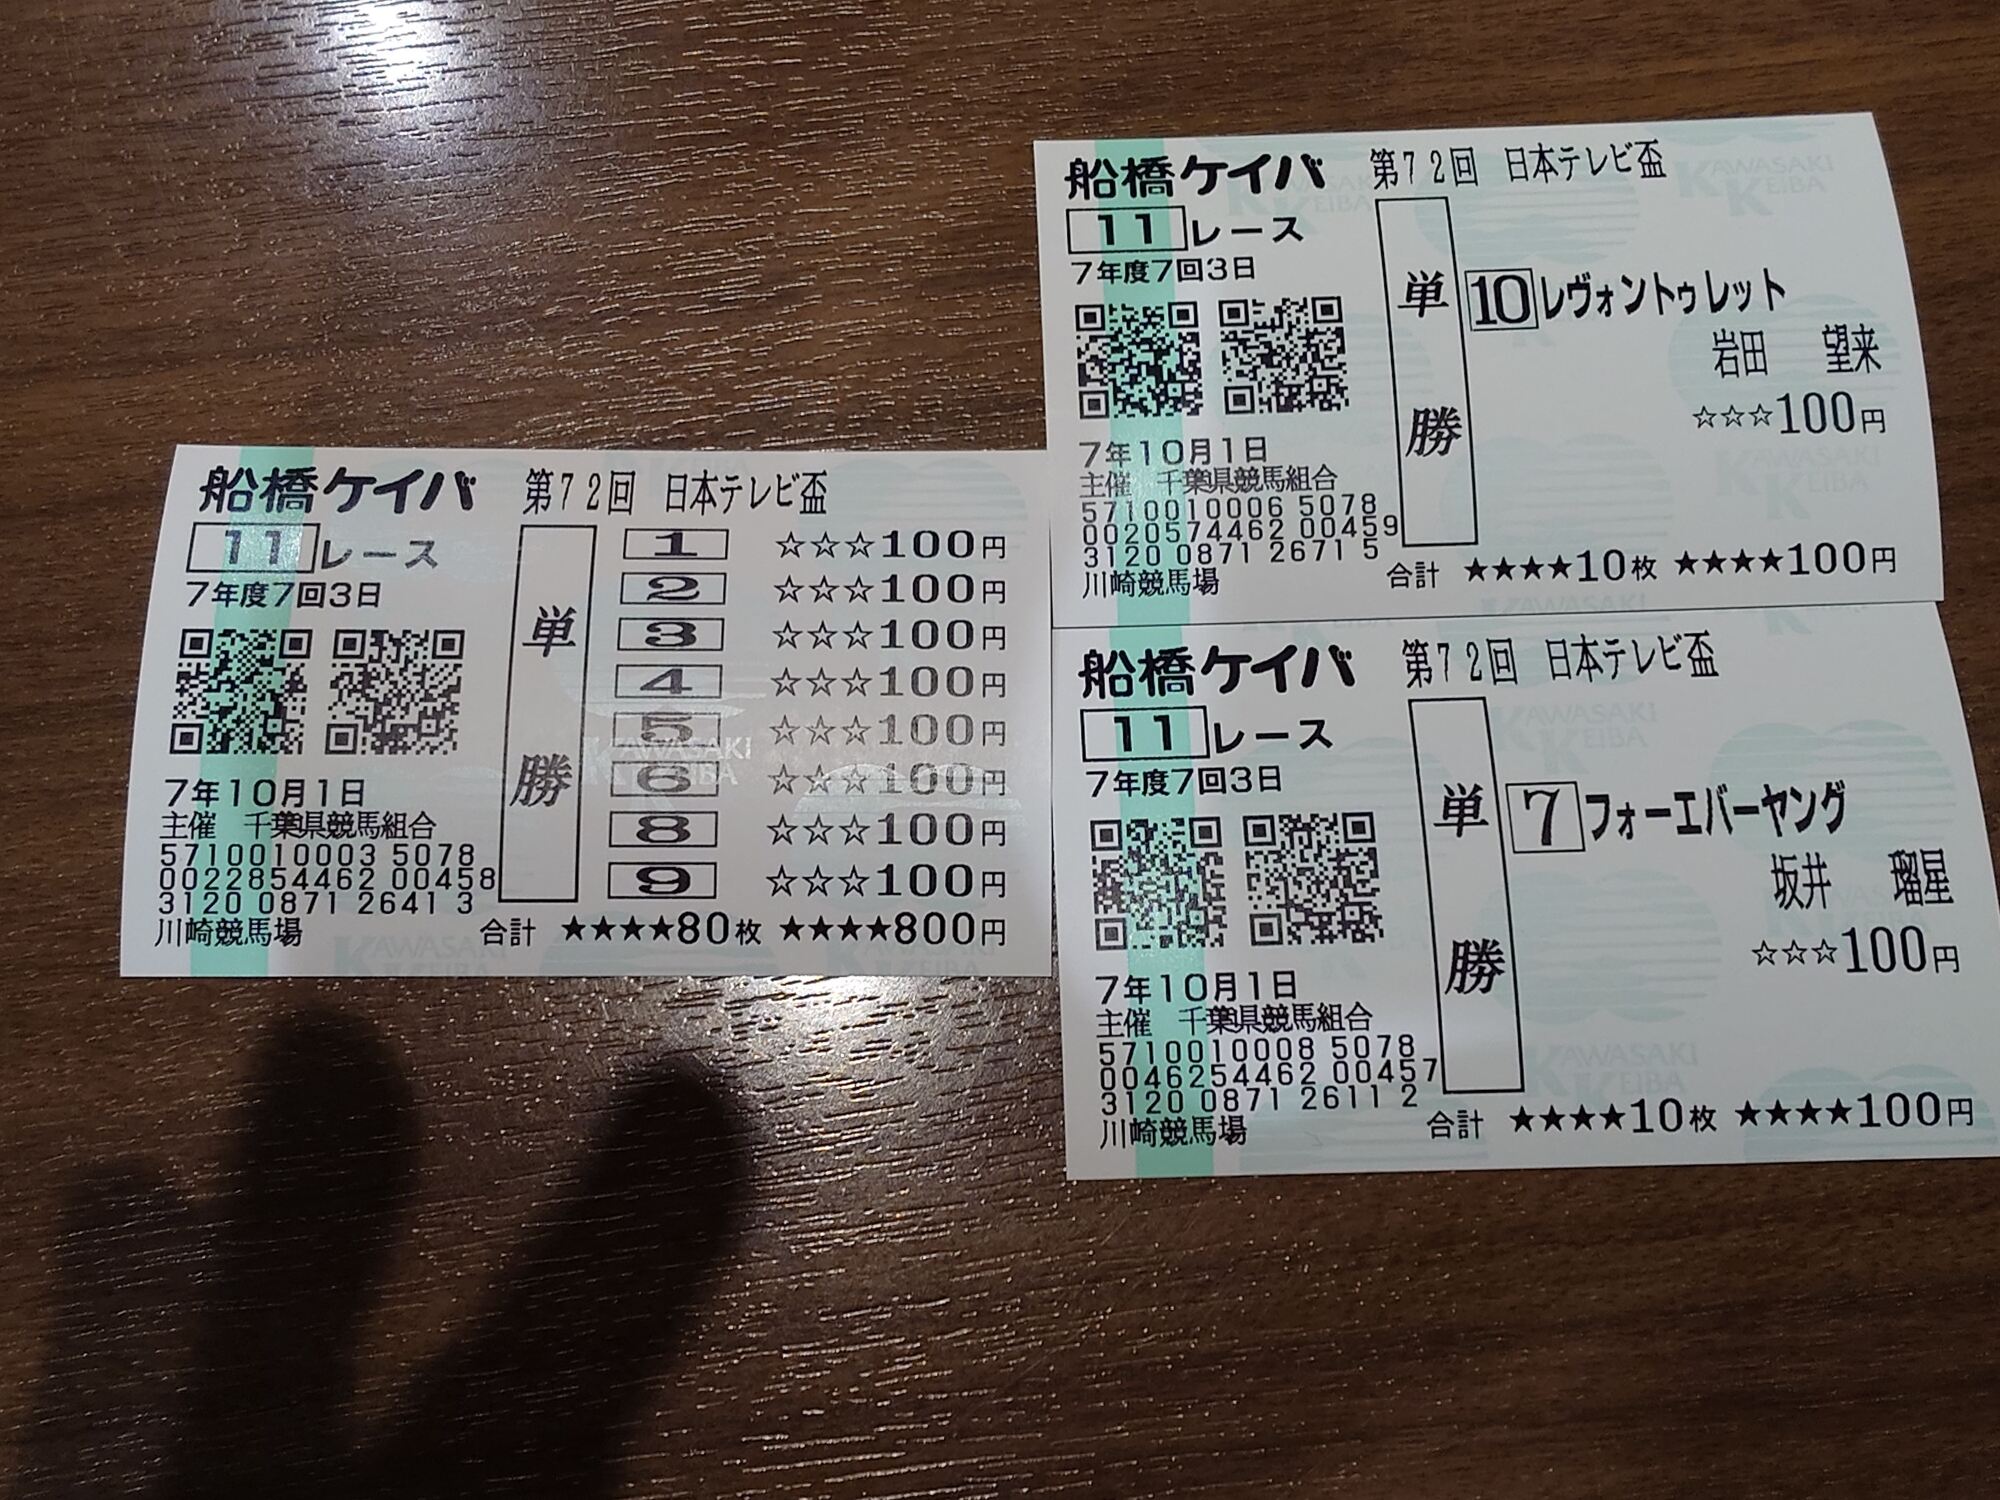 船橋ケイバ 第72回 日本テレビ盃
11レース
7年度7回3日
単勝
1 ☆☆☆100円
2 ☆☆☆100円
3 ☆☆☆100円
4 ☆☆☆100円
5 ☆☆☆100円
6 ☆☆☆100円
8 ☆☆☆100円
9 ☆☆☆100円
7年10月1日
主催 千葉県競馬組合
5710010003 5078
0022854462 00458
3120 0871 2641 3
川崎競馬場 合計 ★★★★80枚 ★★★★800円
船橋ケイバ 第72回 日本テレビ盃
11レース
7年度7回3日
単勝
10 レヴォントゥレット
岩田 望来
☆☆☆100円
7年10月1日
主催 千葉県競馬組合
5710010006 5078
0020574462 00459
3120 0871 2671 5
川崎競馬場 合計 ★★★★10枚 ★★★★100円
船橋ケイバ 第72回 日本テレビ盃
11レース
7年度7回3日
単勝
7 フォーエバーヤング
坂井 瑠星
☆☆☆100円
7年10月1日
主催 千葉県競馬組合
5710010008 5078
0046254462 00457
3120 0871 2611 2
川崎競馬場 合計 ★★★★10枚 ★★★★100円
KAWASAKI
KEIBA